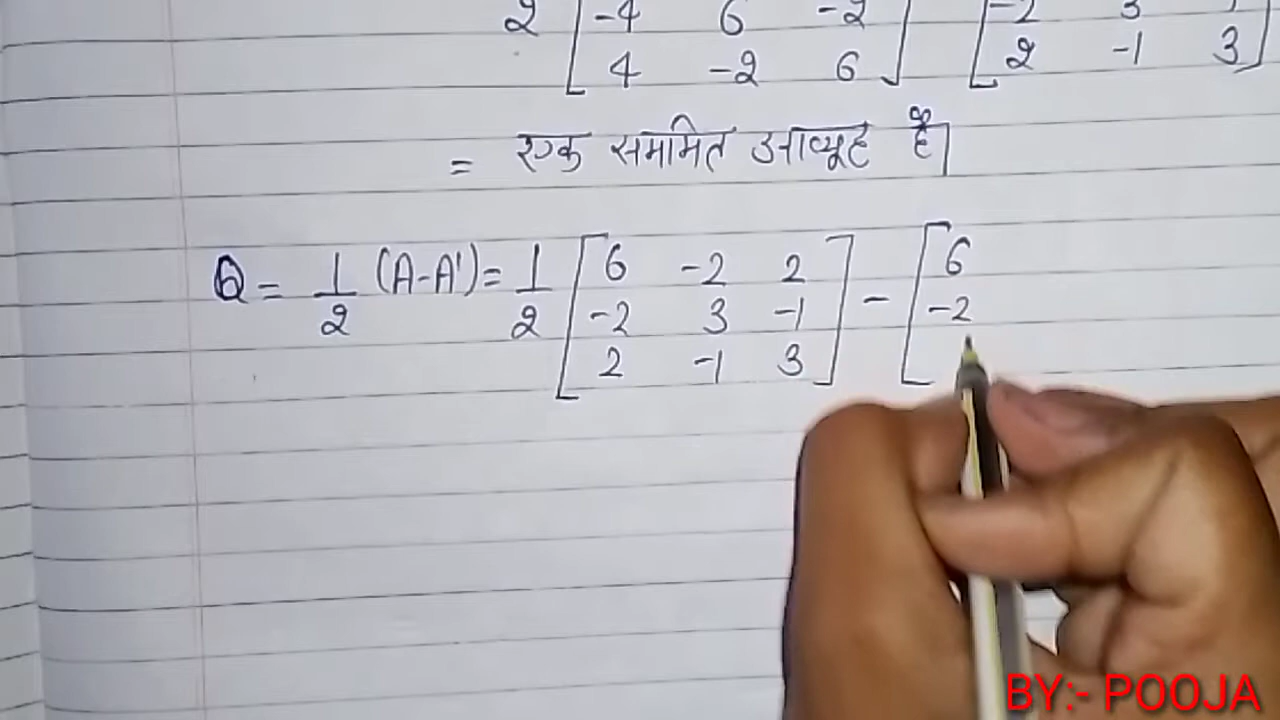 2 [ -4 6 -2 ] [ -2 3
4 -2 6 2 -1 3
= एक सममित आव्यूह है।
Q = 1/2 (A-A') = 1/2 [ 6 -2 2 ] - [ 6
-2 3 -1 -2
2 -1 3
BY:- POOJA